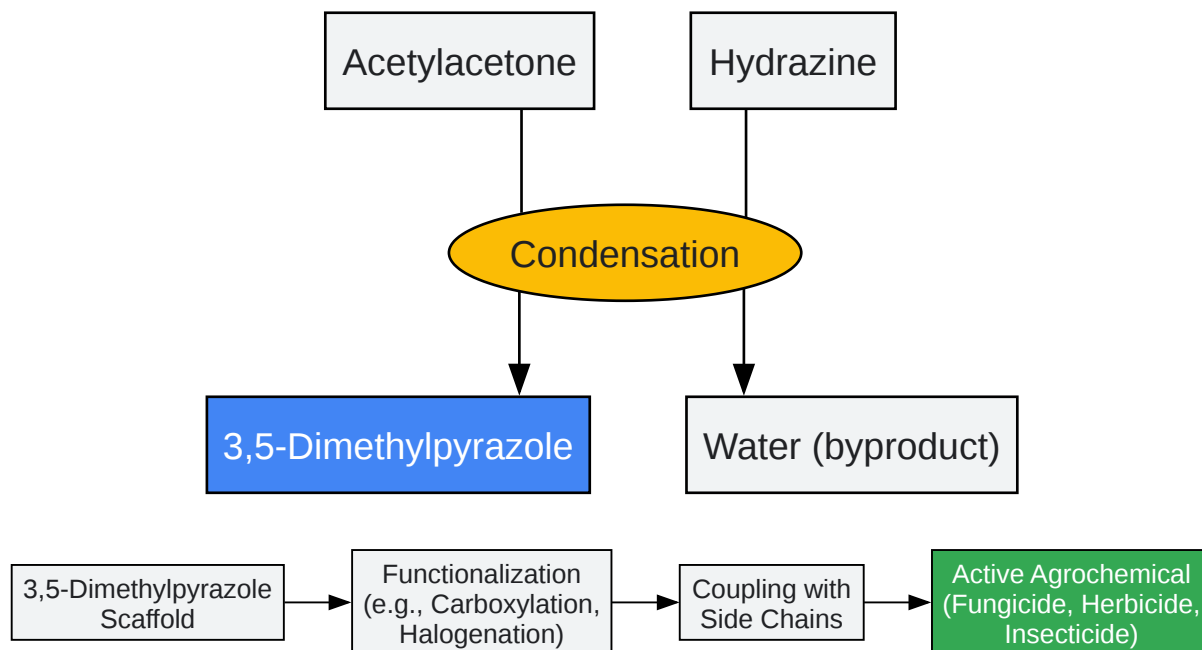 Acetylacetone
Hydrazine
Condensation
3,5-Dimethylpyrazole
Water (byproduct)
3,5-Dimethylpyrazole
Scaffold
Functionalization
(e.g., Carboxylation,
Halogenation)
Coupling with
Side Chains
Active Agrochemical
(Fungicide, Herbicide,
Insecticide)